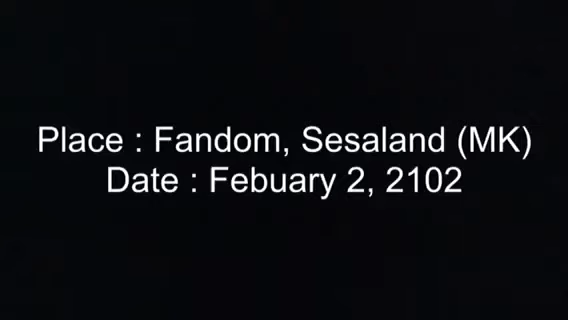 Place : Fandom, Sesaland (MK)
Date : Febuary 2, 2102